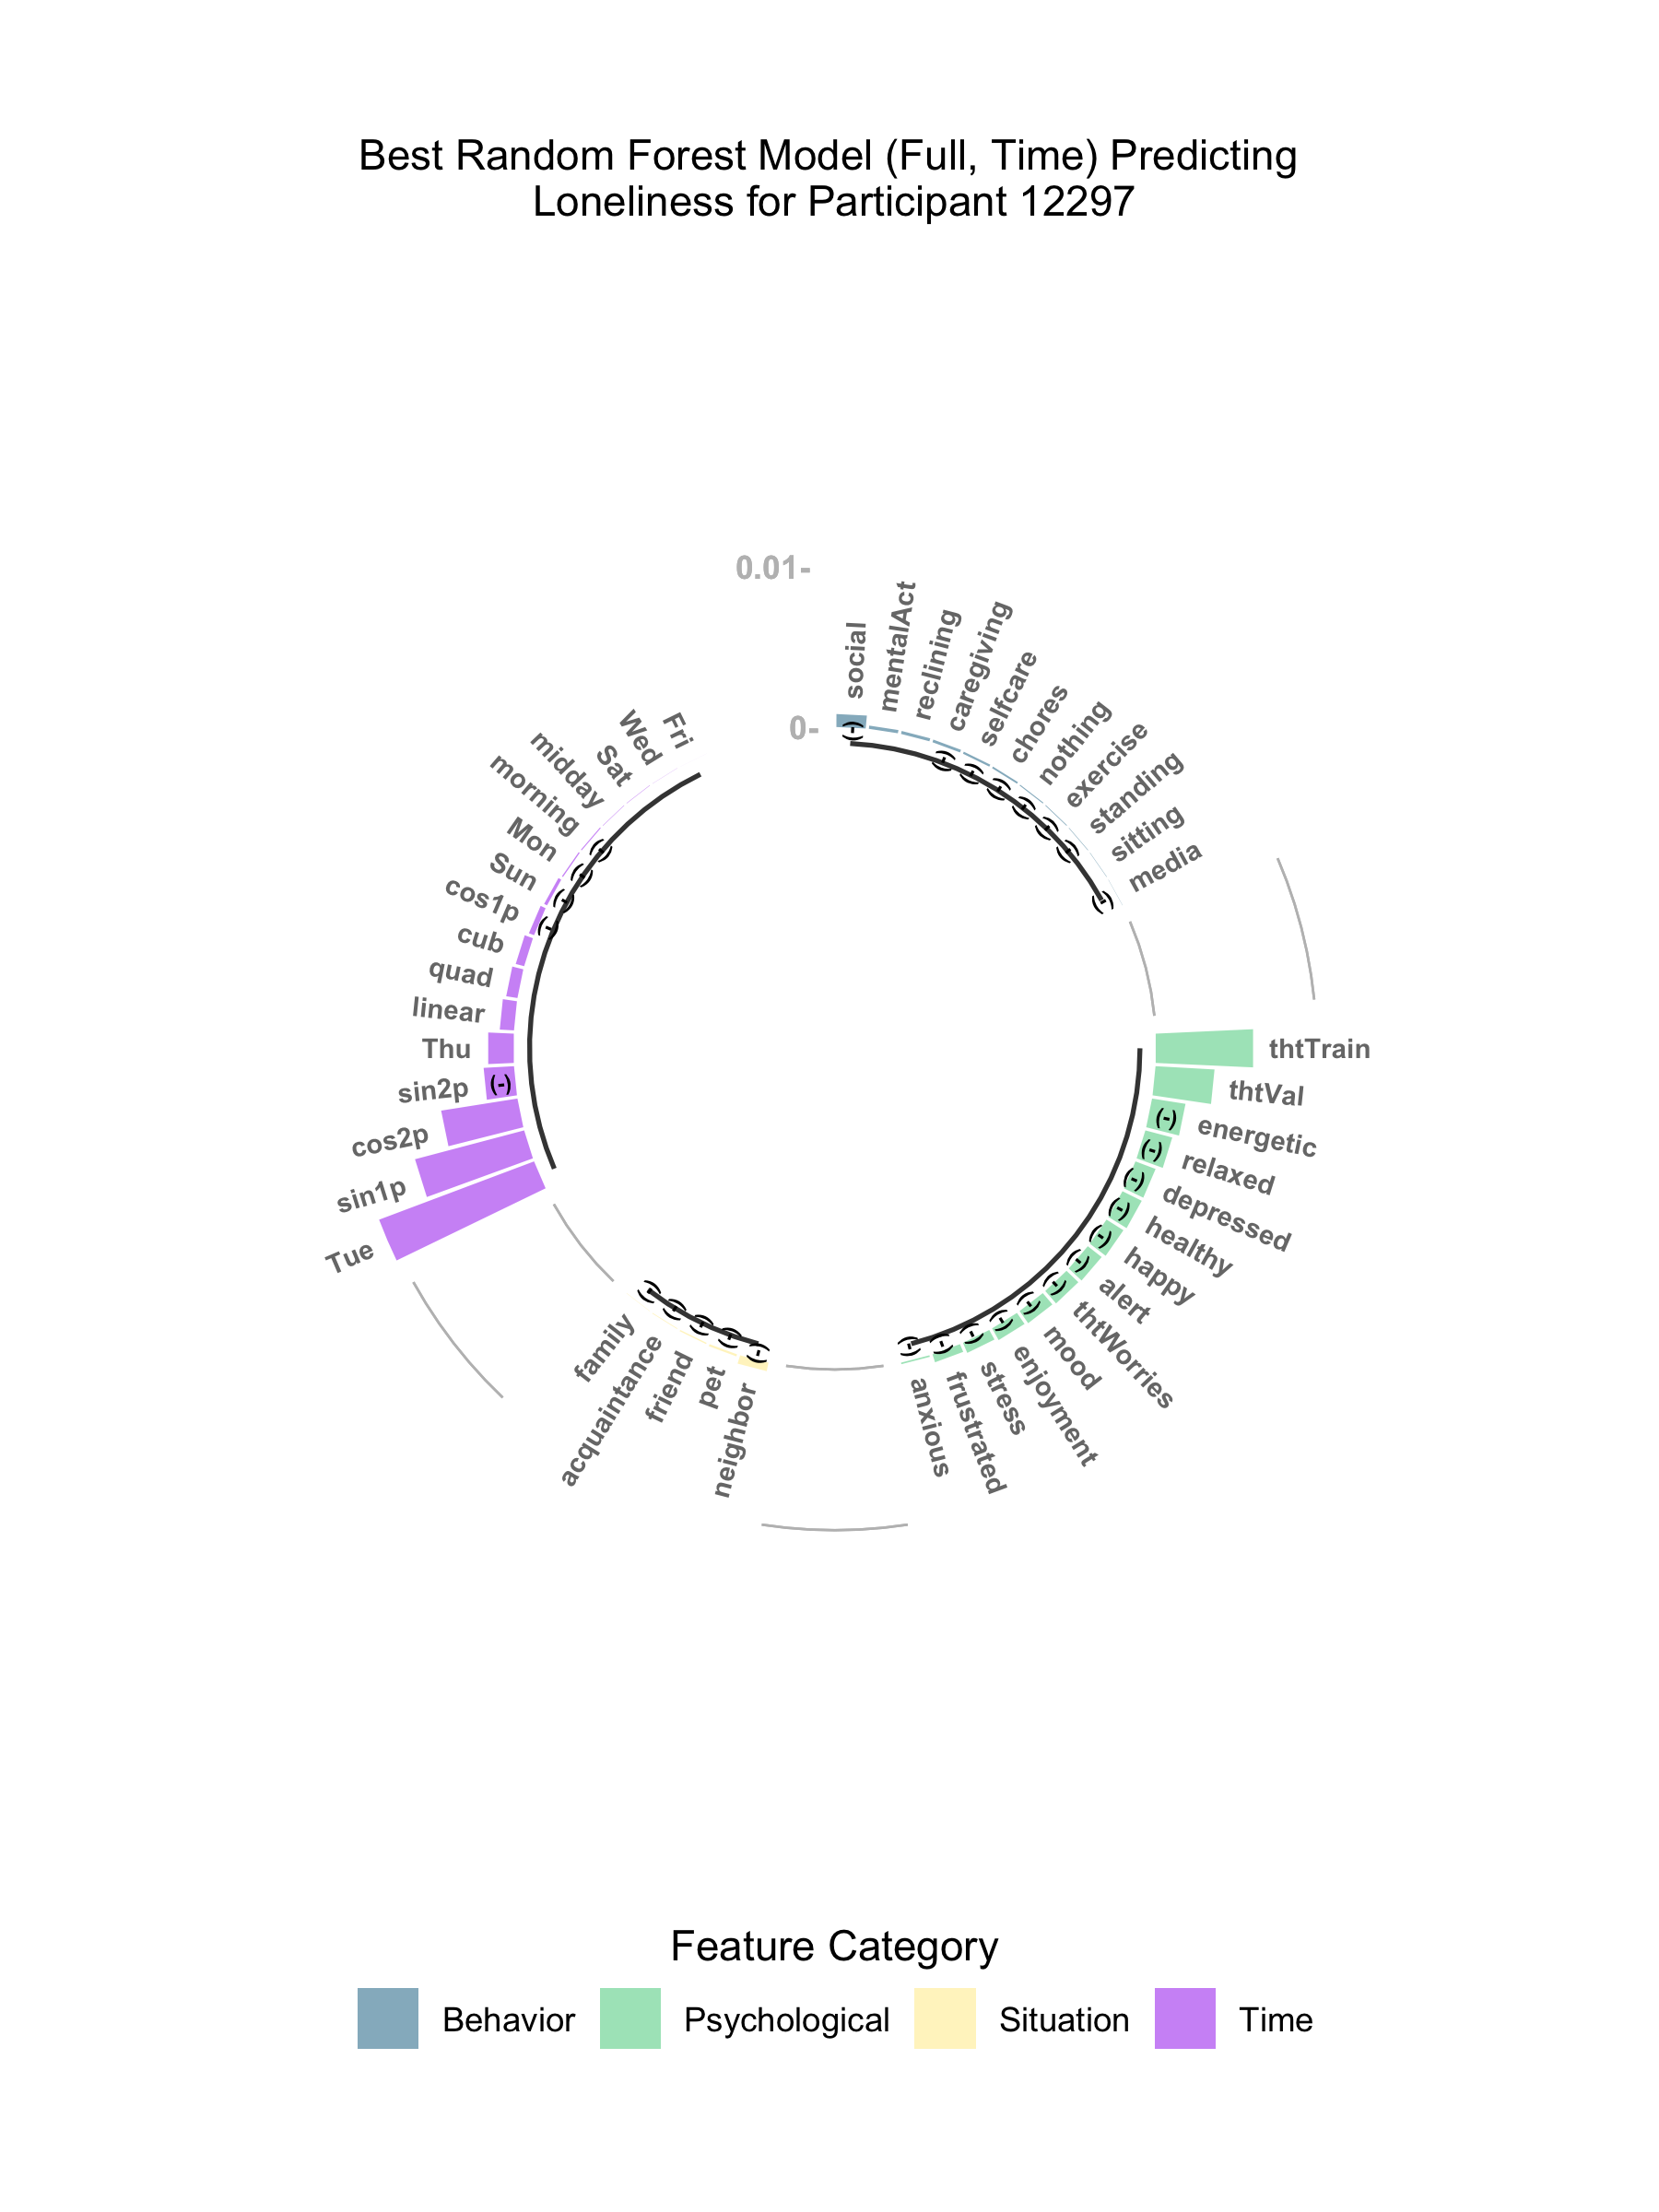 Best Random Forest Model (Full, Time) Predicting
Loneliness for Participant 12297
0.01-
0-
social
(-)
mentalAct
reclining
caregiving
(-)
selfcare
(-)
chores
(-)
nothing
(-)
exercise
(-)
standing
(-)
sitting
media
(-)
thtTrain
thtVal
energetic
(-)
relaxed
(-)
depressed
(-)
healthy
(-)
happy
(-)
alert
(-)
thtWorries
(-)
mood
(-)
enjoyment
(-)
stress
(-)
frustrated
(-)
anxious
(-)
neighbor
(-)
pet
(-)
friend
(-)
acquaintance
(-)
family
(-)
Tue
sin1p
cos2p
sin2p
(-)
Thu
linear
quad
cub
cos1p
(-)
Sun
(-)
Mon
(-)
morning
(-)
midday
Sat
Wed
Fri
Feature Category
Behavior
Psychological
Situation
Time